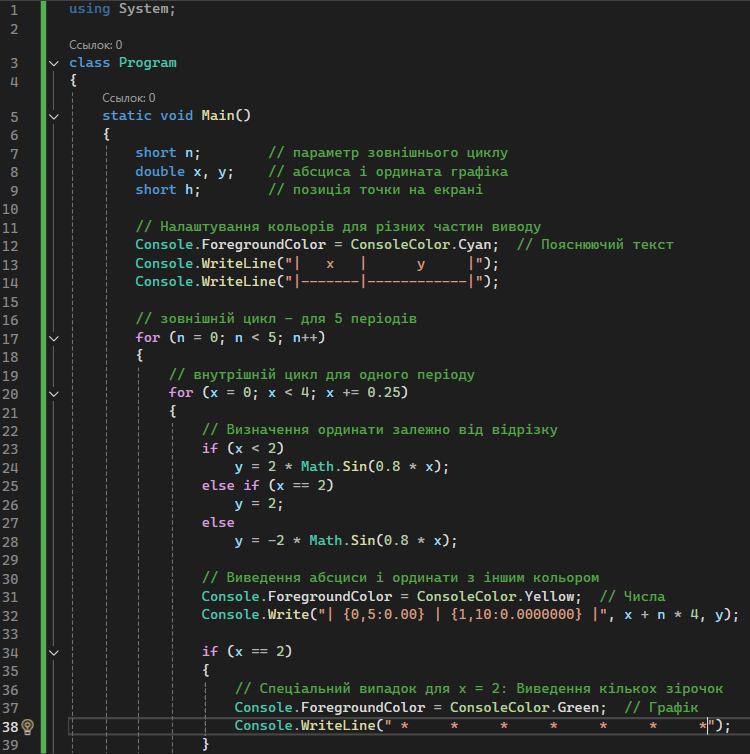 1 using System;
2
Ссылок: 0
3 class Program
4 {
Ссылок: 0
5 static void Main()
6 {
7 short n; // параметр зовнішнього циклу
8 double x, y; // абсциса і ордината графіка
9 short h; // позиція точки на екрані
10
11 // Налаштування кольорів для різних частин виводу
12 Console.ForegroundColor = ConsoleColor.Cyan; // Пояснюючий текст
13 Console.WriteLine("|   x   |      y     |");
14 Console.WriteLine("|-------|------------|");
15
16 // зовнішній цикл – для 5 періодів
17 for (n = 0; n < 5; n++)
18 {
19 // внутрішній цикл для одного періоду
20 for (x = 0; x < 4; x += 0.25)
21 {
22 // Визначення ординати залежно від відрізку
23 if (x < 2)
24 y = 2 * Math.Sin(0.8 * x);
25 else if (x == 2)
26 y = 2;
27 else
28 y = -2 * Math.Sin(0.8 * x);
29
30 // Виведення абсциси і ординати з іншим кольором
31 Console.ForegroundColor = ConsoleColor.Yellow; // Числа
32 Console.Write("| {0,5:0.00} | {1,10:0.0000000} |", x + n * 4, y);
33
34 if (x == 2)
35 {
36 // Спеціальний випадок для x = 2: Виведення кількох зірочок
37 Console.ForegroundColor = ConsoleColor.Green; // Графік
38 Console.WriteLine(" *     *     *     *     *     *     *");
39 }